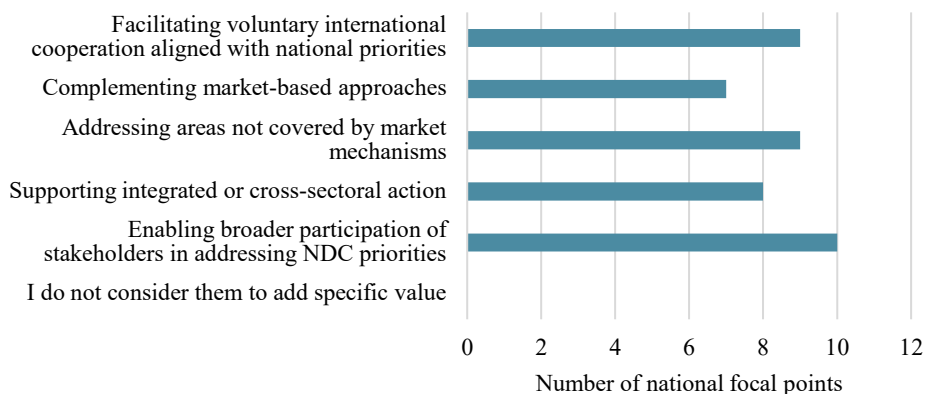 Facilitating voluntary international
cooperation aligned with national priorities
Complementing market-based approaches
Addressing areas not covered by market
mechanisms
Supporting integrated or cross-sectoral action
Enabling broader participation of
stakeholders in addressing NDC priorities
I do not consider them to add specific value
0 2 4 6 8 10 12
Number of national focal points